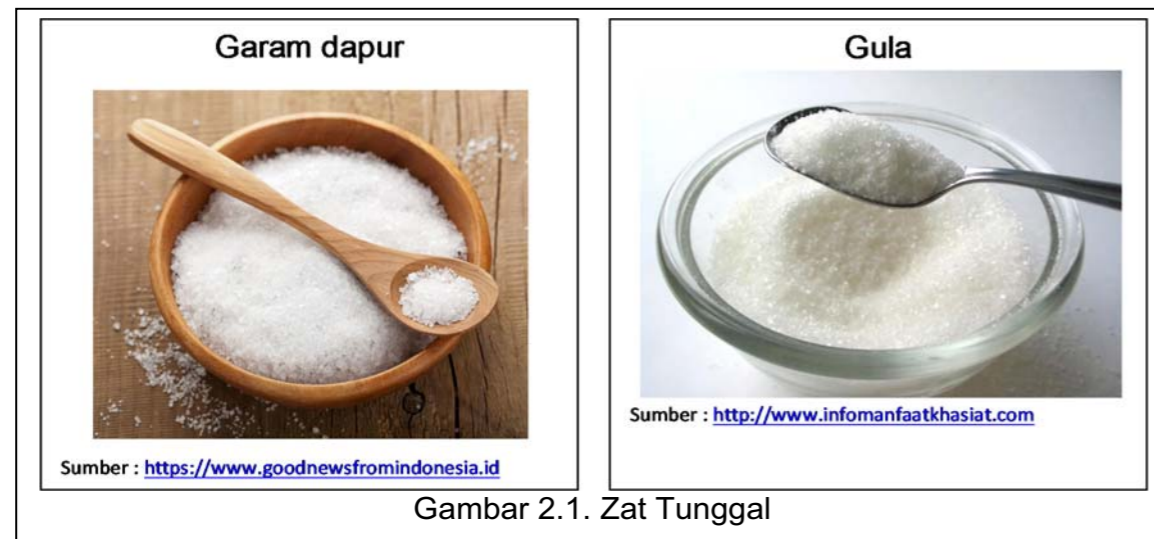 Garam dapur
Sumber : https://www.goodnewsfromindonesia.id
Gula
Sumber : http://www.infomanfaatkhasiat.com
Gambar 2.1. Zat Tunggal